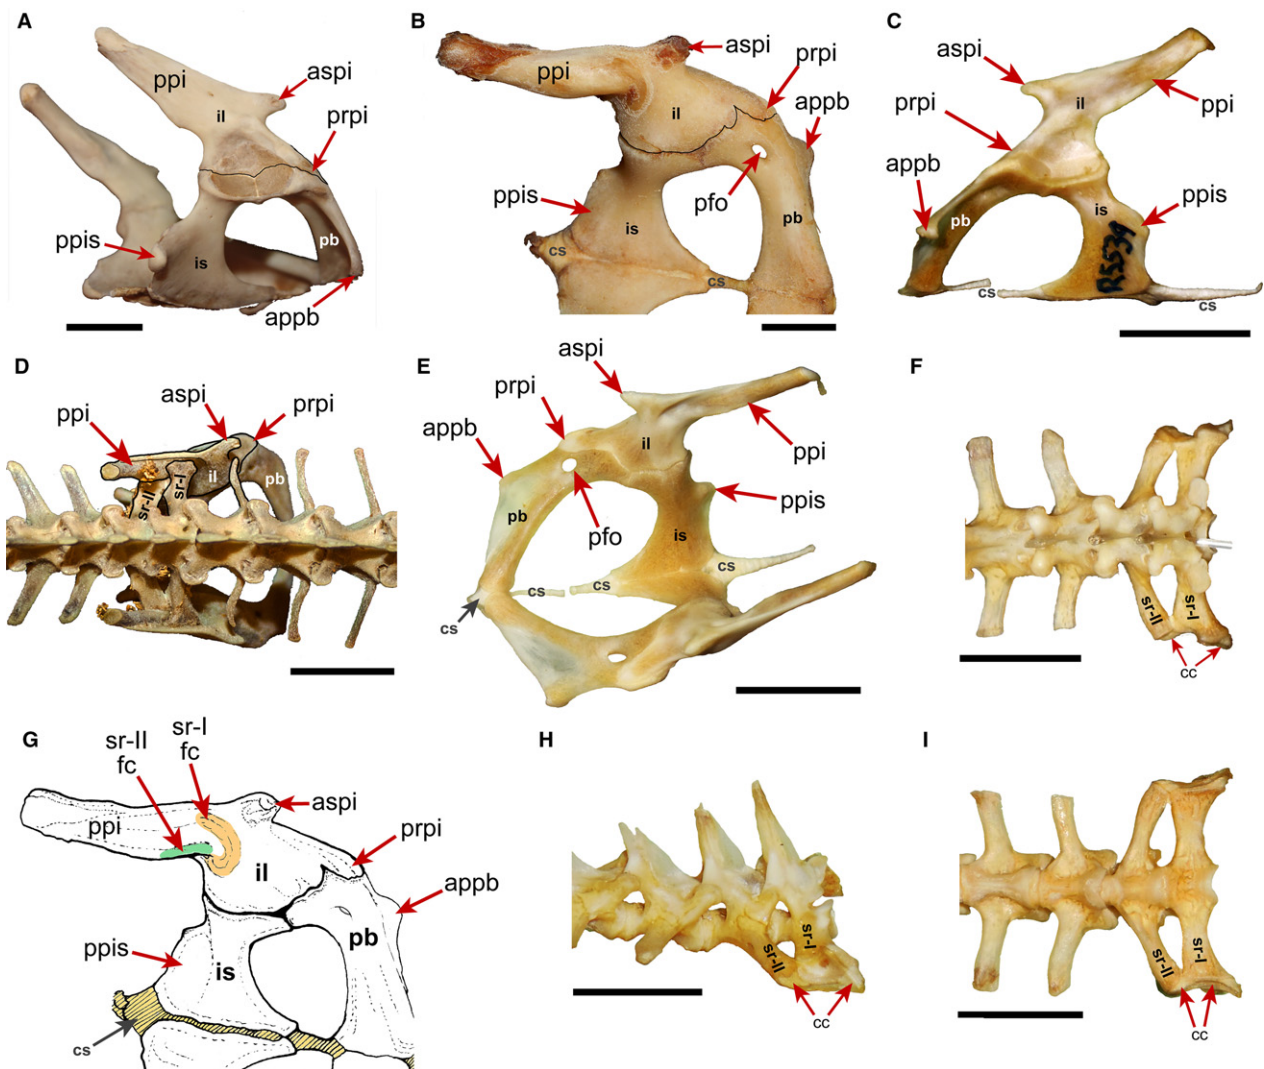 A
ppi
aspi
il
prpi
ppis
is
pb
appb
B
aspi
ppi
prpi
appb
il
ppis
pfo
is
pb
cs
cs
C
aspi
il
prpi
ppi
appb
pb
is
ppis
R5539
cs
cs
D
aspi
ppi
prpi
il
pb
sr-I
sr-II
E
aspi
prpi
appb
il
ppi
ppis
pb
pfo
is
cs
cs
cs
F
sr-II
sr-I
cc
G
sr-I
sr-II
fc
fc
aspi
ppi
prpi
il
appb
ppis
is
pb
cs
H
sr-I
sr-II
cc
I
sr-I
sr-II
cc